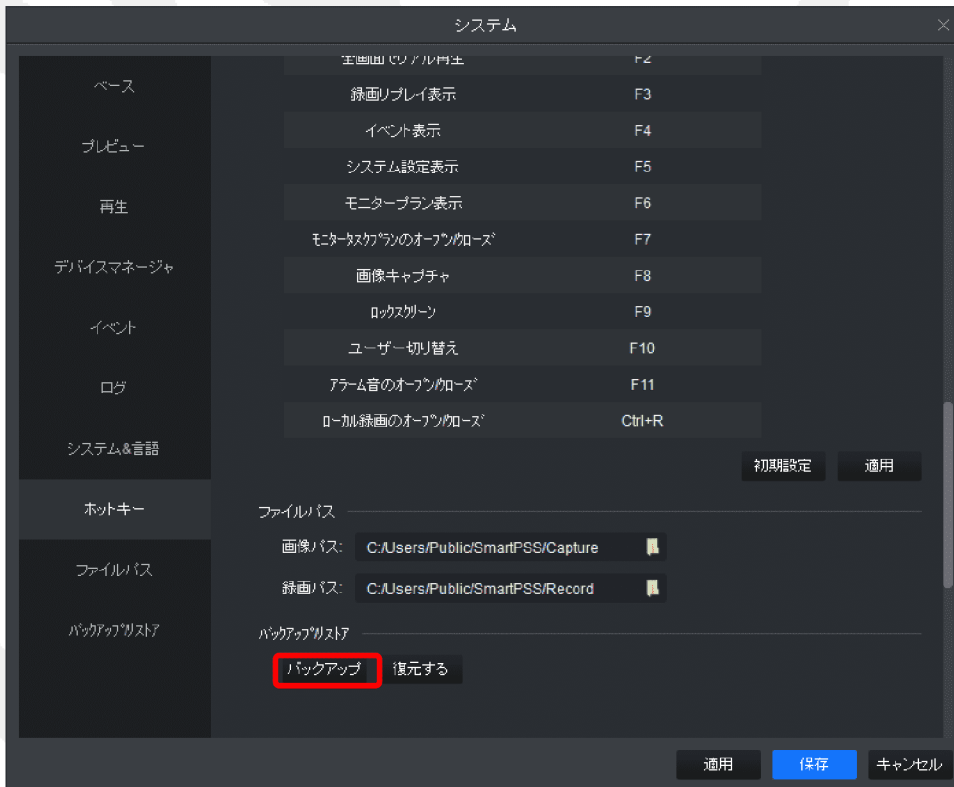 システム
ベース
プレビュー
再生
デバイスマネージャ
イベント
ログ
システム&言語
ホットキー
ファイルパス
ﾊﾞｯｸｱｯﾌﾟ/ﾘｽﾄｱ
全画面でリアル再生 F2
録画リプレイ表示 F3
イベント表示 F4
システム設定表示 F5
モニタープラン表示 F6
ﾓﾆﾀｰﾀｽｸﾌﾟﾗﾝのｵｰﾌﾟﾝ/ｸﾛｰｽﾞ F7
画像キャプチャ F8
ﾛｯｸｽｸﾘｰﾝ F9
ユーザー切り替え F10
ｱﾗｰﾑ音のｵｰﾌﾟﾝ/ｸﾛｰｽﾞ F11
ﾛｰｶﾙ録画のｵｰﾌﾟﾝ/ｸﾛｰｽﾞ Ctrl+R
初期設定 適用
ファイルパス
画像パス: C:/Users/Public/SmartPSS/Capture
録画パス: C:/Users/Public/SmartPSS/Record
ﾊﾞｯｸｱｯﾌﾟ/ﾘｽﾄｱ
バックアップ 復元する
適用 保存 キャンセル